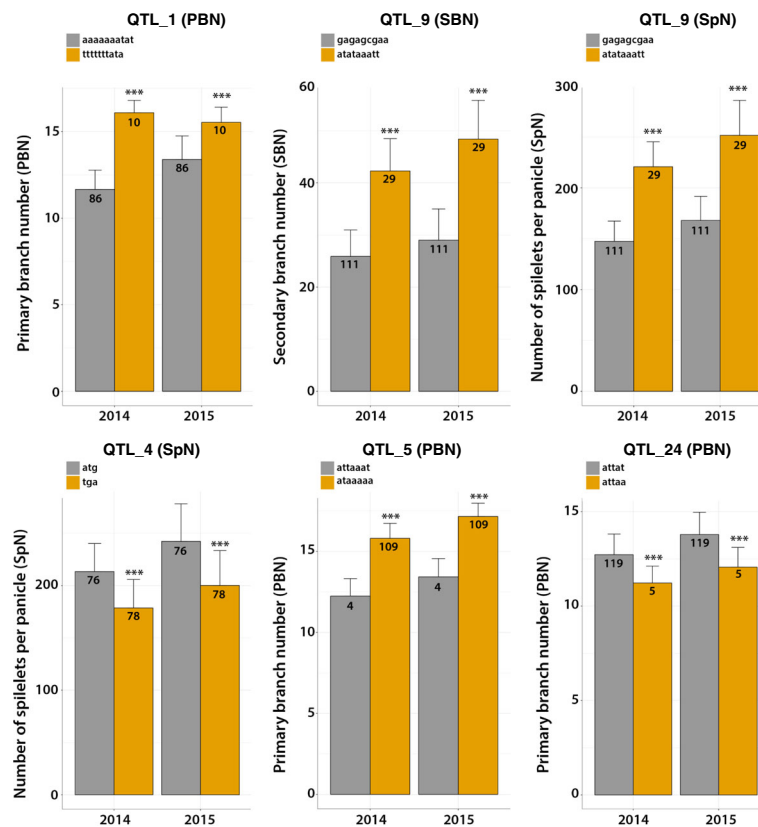 QTL_1 (PBN)
aaaaaaatat
ttttttttata
Primary branch number (PBN)
15
10
5
0
***
***
86
10
86
10
2014
2015
QTL_9 (SBN)
gagagcgaa
atataaatt
Secondary branch number (SBN)
60
40
20
0
***
***
111
29
111
29
2014
2015
QTL_9 (SpN)
gagagcgaa
atataaatt
Number of spilelets per panicle (SpN)
300
200
100
0
***
***
111
29
111
29
2014
2015
QTL_4 (SpN)
atg
tga
Number of spilelets per panicle (SpN)
200
100
0
***
***
76
78
76
78
2014
2015
QTL_5 (PBN)
attaaat
ataaaaa
Primary branch number (PBN)
15
10
5
0
***
***
4
109
4
109
2014
2015
QTL_24 (PBN)
attat
attaa
Primary branch number (PBN)
15
10
5
0
***
***
119
5
119
5
2014
2015